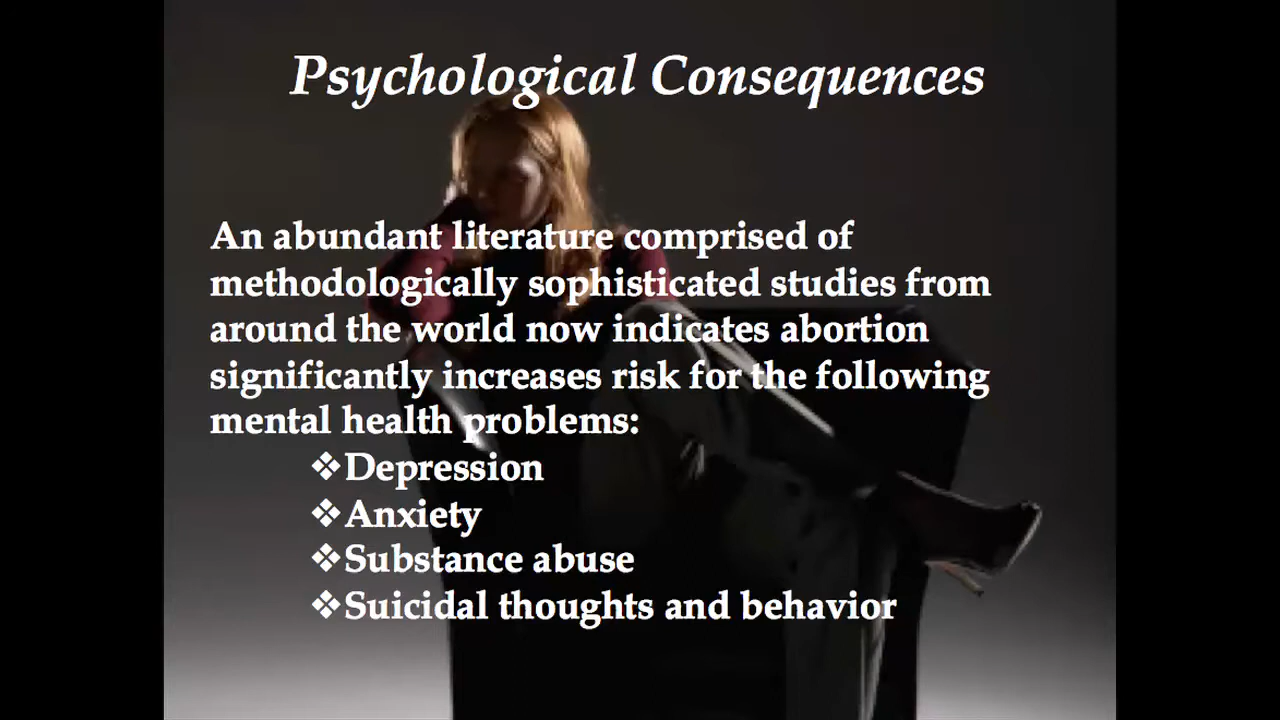 Psychological Consequences
An abundant literature comprised of
methodologically sophisticated studies from
around the world now indicates abortion
significantly increases risk for the following
mental health problems:
❖Depression
❖Anxiety
❖Substance abuse
❖Suicidal thoughts and behavior